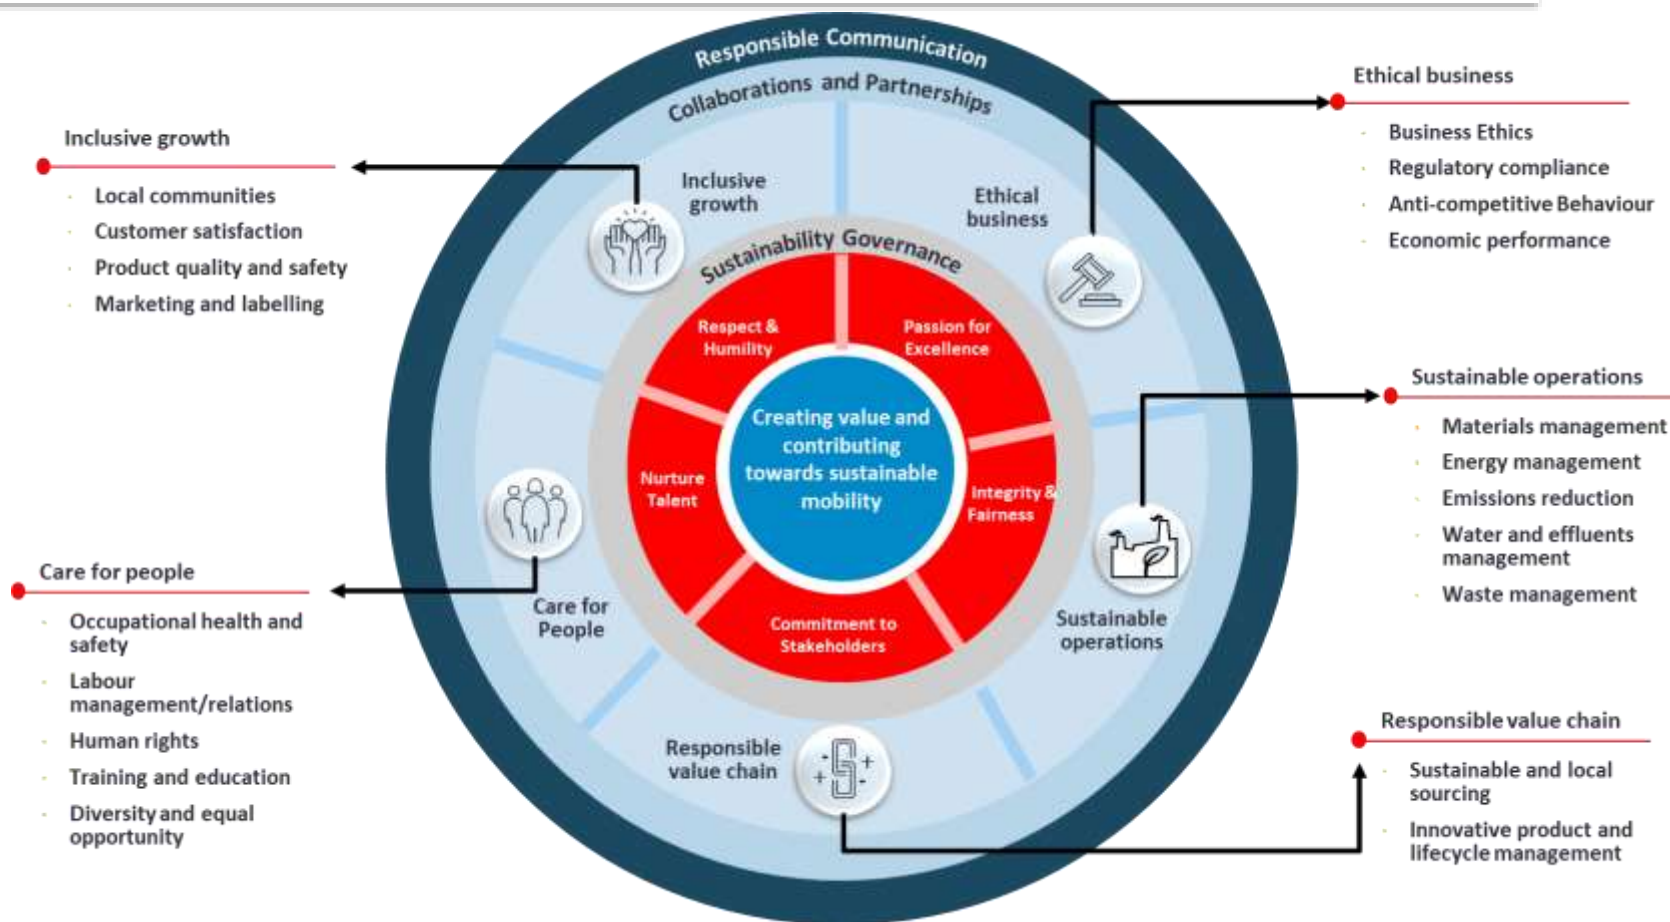 Responsible Communication
Collaborations and Partnerships
Sustainability Governance
Inclusive
growth
Ethical
business
Sustainable
operations
Responsible
value chain
Care for
People
Respect &
Humility
Passion for
Excellence
Integrity &
Fairness
Commitment to
Stakeholders
Nurture
Talent
Creating value and
contributing
towards sustainable
mobility
Inclusive growth
Local communities
Customer satisfaction
Product quality and safety
Marketing and labelling
Care for people
Occupational health and
safety
Labour
management/relations
Human rights
Training and education
Diversity and equal
opportunity
Ethical business
Business Ethics
Regulatory compliance
Anti-competitive Behaviour
Economic performance
Sustainable operations
Materials management
Energy management
Emissions reduction
Water and effluents
management
Waste management
Responsible value chain
Sustainable and local
sourcing
Innovative product and
lifecycle management